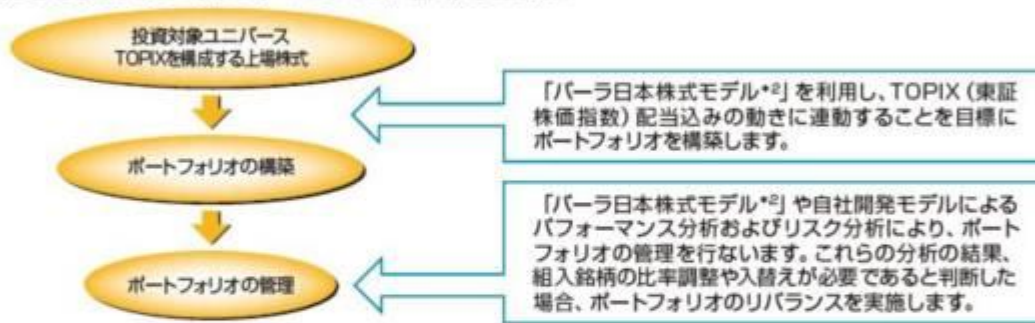 投資対象ユニバース
TOPIXを構成する上場株式
「バーラ日本株式モデル*2」を利用し、TOPIX（東証
株価指数）配当込みの動きに連動することを目標に
ポートフォリオを構築します。
ポートフォリオの構築
「バーラ日本株式モデル*2」や自社開発モデルによる
パフォーマンス分析およびリスク分析により、ポート
フォリオの管理を行ないます。これらの分析の結果、
組入銘柄の比率調整や入替えが必要であると判断した
場合、ポートフォリオのリバランスを実施します。
ポートフォリオの管理